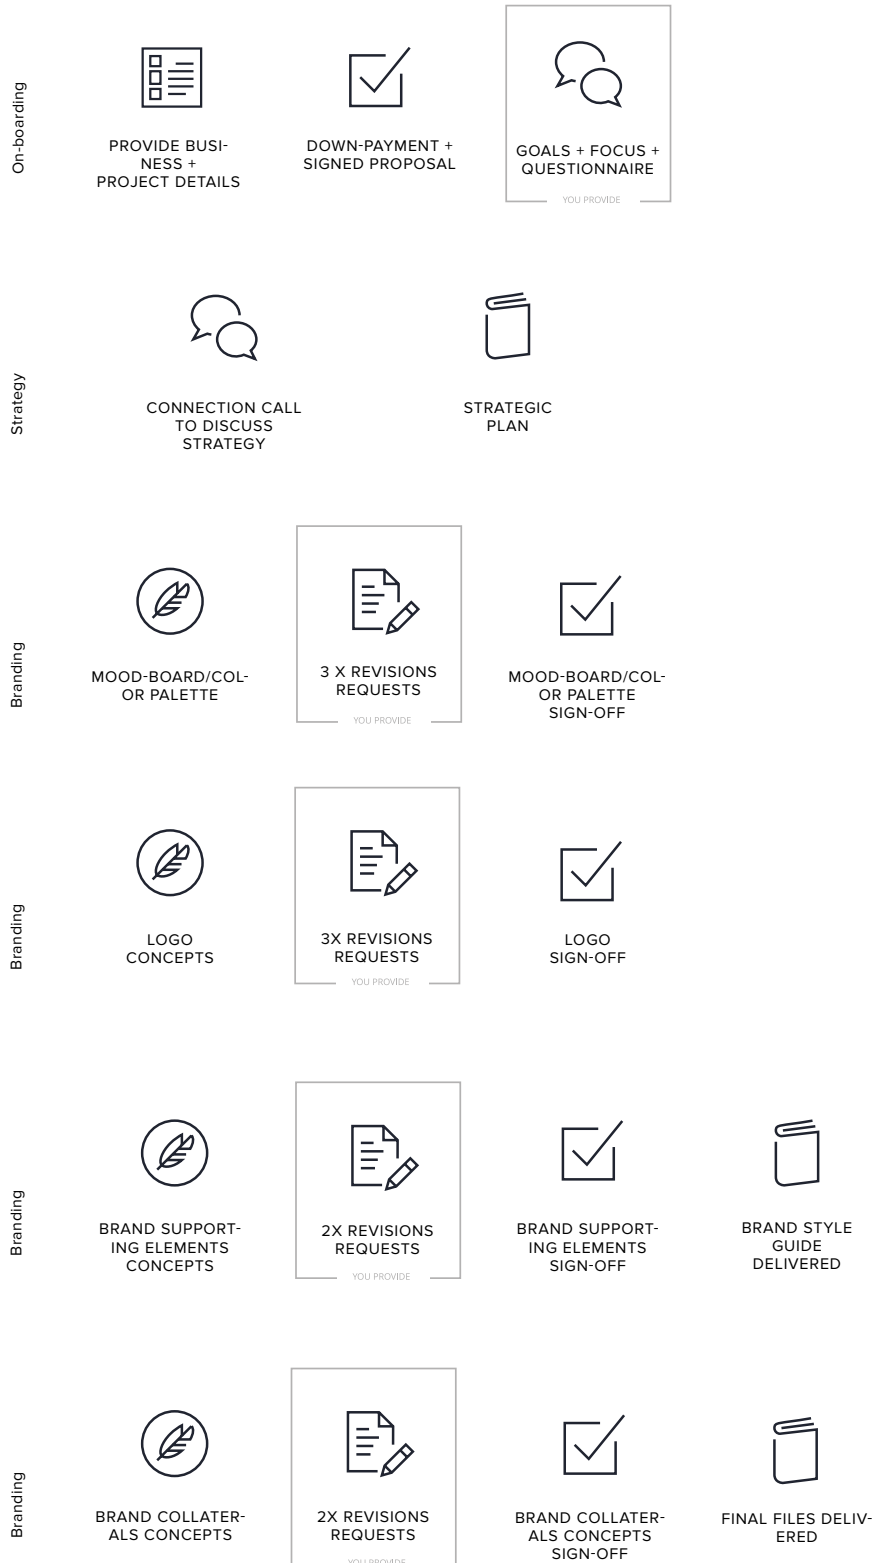 On-boarding
PROVIDE BUSI-
NESS +
PROJECT DETAILS
DOWN-PAYMENT +
SIGNED PROPOSAL
GOALS + FOCUS +
QUESTIONNAIRE
YOU PROVIDE
Strategy
CONNECTION CALL
TO DISCUSS
STRATEGY
STRATEGIC
PLAN
Branding
MOOD-BOARD/COL-
OR PALETTE
3 X REVISIONS
REQUESTS
YOU PROVIDE
MOOD-BOARD/COL-
OR PALETTE
SIGN-OFF
Branding
LOGO
CONCEPTS
3X REVISIONS
REQUESTS
YOU PROVIDE
LOGO
SIGN-OFF
Branding
BRAND SUPPORT-
ING ELEMENTS
CONCEPTS
2X REVISIONS
REQUESTS
YOU PROVIDE
BRAND SUPPORT-
ING ELEMENTS
SIGN-OFF
BRAND STYLE
GUIDE
DELIVERED
Branding
BRAND COLLATER-
ALS CONCEPTS
2X REVISIONS
REQUESTS
YOU PROVIDE
BRAND COLLATER-
ALS CONCEPTS
SIGN-OFF
FINAL FILES DELIV-
ERED